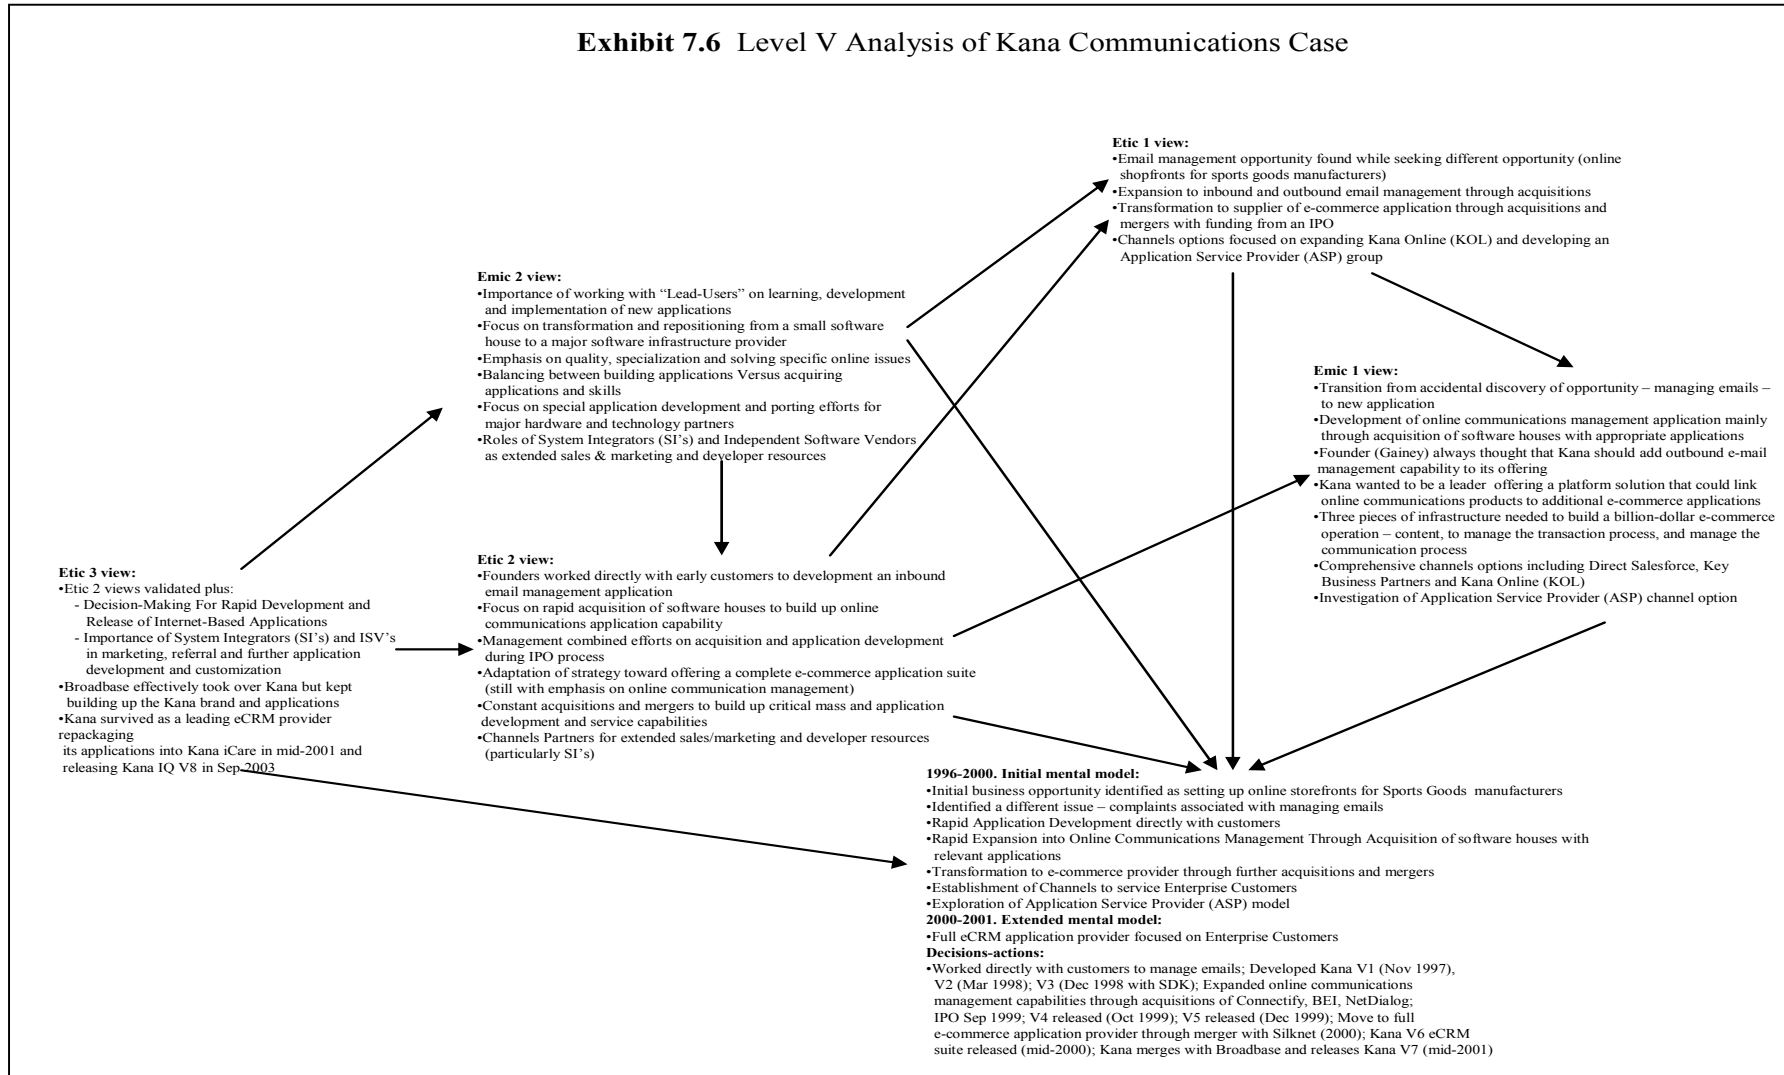 Exhibit 7.6 Level V Analysis of Kana Communications Case
Etic 1 view:
•Email management opportunity found while seeking different opportunity (online
shopfronts for sports goods manufacturers)
•Expansion to inbound and outbound email management through acquisitions
•Transformation to supplier of e-commerce application through acquisitions and
mergers with funding from an IPO
•Channels options focused on expanding Kana Online (KOL) and developing an
Application Service Provider (ASP) group
Emic 2 view:
•Importance of working with “Lead-Users” on learning, development
and implementation of new applications
•Focus on transformation and repositioning from a small software
house to a major software infrastructure provider
•Emphasis on quality, specialization and solving specific online issues
•Balancing between building applications Versus acquiring
applications and skills
•Focus on special application development and porting efforts for
major hardware and technology partners
•Roles of System Integrators (SI’s) and Independent Software Vendors
as extended sales & marketing and developer resources
Emic 1 view:
•Transition from accidental discovery of opportunity – managing emails –
to new application
•Development of online communications management application mainly
through acquisition of software houses with appropriate applications
•Founder (Gainey) always thought that Kana should add outbound e-mail
management capability to its offering
•Kana wanted to be a leader offering a platform solution that could link
online communications products to additional e-commerce applications
•Three pieces of infrastructure needed to build a billion-dollar e-commerce
operation – content, to manage the transaction process, and manage the
communication process
•Comprehensive channels options including Direct Salesforce, Key
Business Partners and Kana Online (KOL)
•Investigation of Application Service Provider (ASP) channel option
Etic 2 view:
•Founders worked directly with early customers to development an inbound
email management application
•Focus on rapid acquisition of software houses to build up online
communications application capability
•Management combined efforts on acquisition and application development
during IPO process
•Adaptation of strategy toward offering a complete e-commerce application suite
(still with emphasis on online communication management)
•Constant acquisitions and mergers to build up critical mass and application
development and service capabilities
•Channels Partners for extended sales/marketing and developer resources
(particularly SI’s)
Etic 3 view:
•Etic 2 views validated plus:
- Decision-Making For Rapid Development and
Release of Internet-Based Applications
- Importance of System Integrators (SI’s) and ISV’s
in marketing, referral and further application
development and customization
•Broadbase effectively took over Kana but kept
building up the Kana brand and applications
•Kana survived as a leading eCRM provider
repackaging
its applications into Kana iCare in mid-2001 and
releasing Kana IQ V8 in Sep 2003
1996-2000. Initial mental model:
•Initial business opportunity identified as setting up online storefronts for Sports Goods manufacturers
•Identified a different issue – complaints associated with managing emails
•Rapid Application Development directly with customers
•Rapid Expansion into Online Communications Management Through Acquisition of software houses with
relevant applications
•Transformation to e-commerce provider through further acquisitions and mergers
•Establishment of Channels to service Enterprise Customers
•Exploration of Application Service Provider (ASP) model
2000-2001. Extended mental model:
•Full eCRM application provider focused on Enterprise Customers
Decisions-actions:
•Worked directly with customers to manage emails; Developed Kana V1 (Nov 1997),
V2 (Mar 1998); V3 (Dec 1998 with SDK); Expanded online communications
management capabilities through acquisitions of Connectify, BEI, NetDialog;
IPO Sep 1999; V4 released (Oct 1999); V5 released (Dec 1999); Move to full
e-commerce application provider through merger with Silknet (2000); Kana V6 eCRM
suite released (mid-2000); Kana merges with Broadbase and releases Kana V7 (mid-2001)